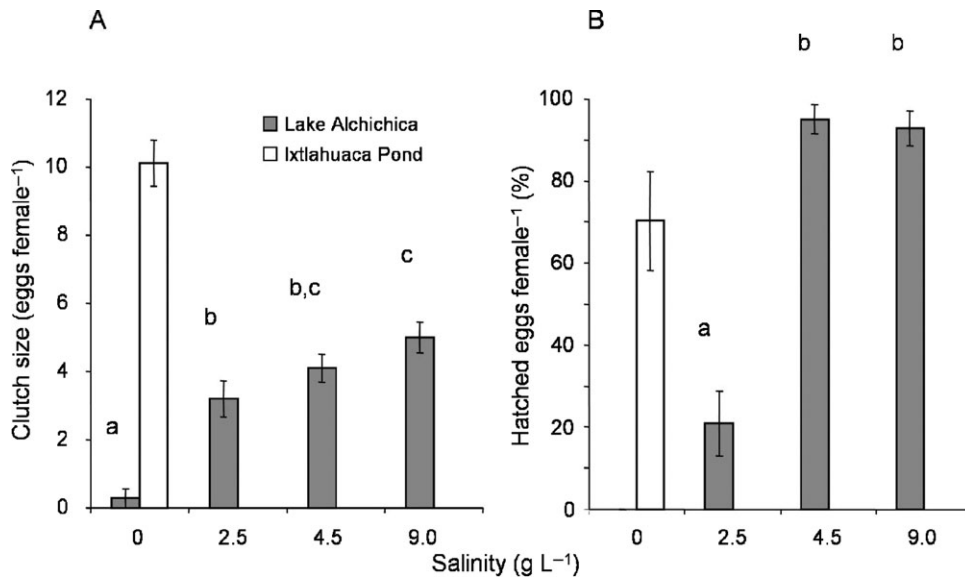 A
12
10
8
6
4
2
0
Clutch size (eggs female⁻¹)
Lake Alchichica
Ixtlahuaca Pond
a
b
b,c
c
0
2.5
4.5
9.0
B
100
80
60
40
20
0
Hatched eggs female⁻¹ (%)
a
b
b
0
2.5
4.5
9.0
Salinity (g L⁻¹)